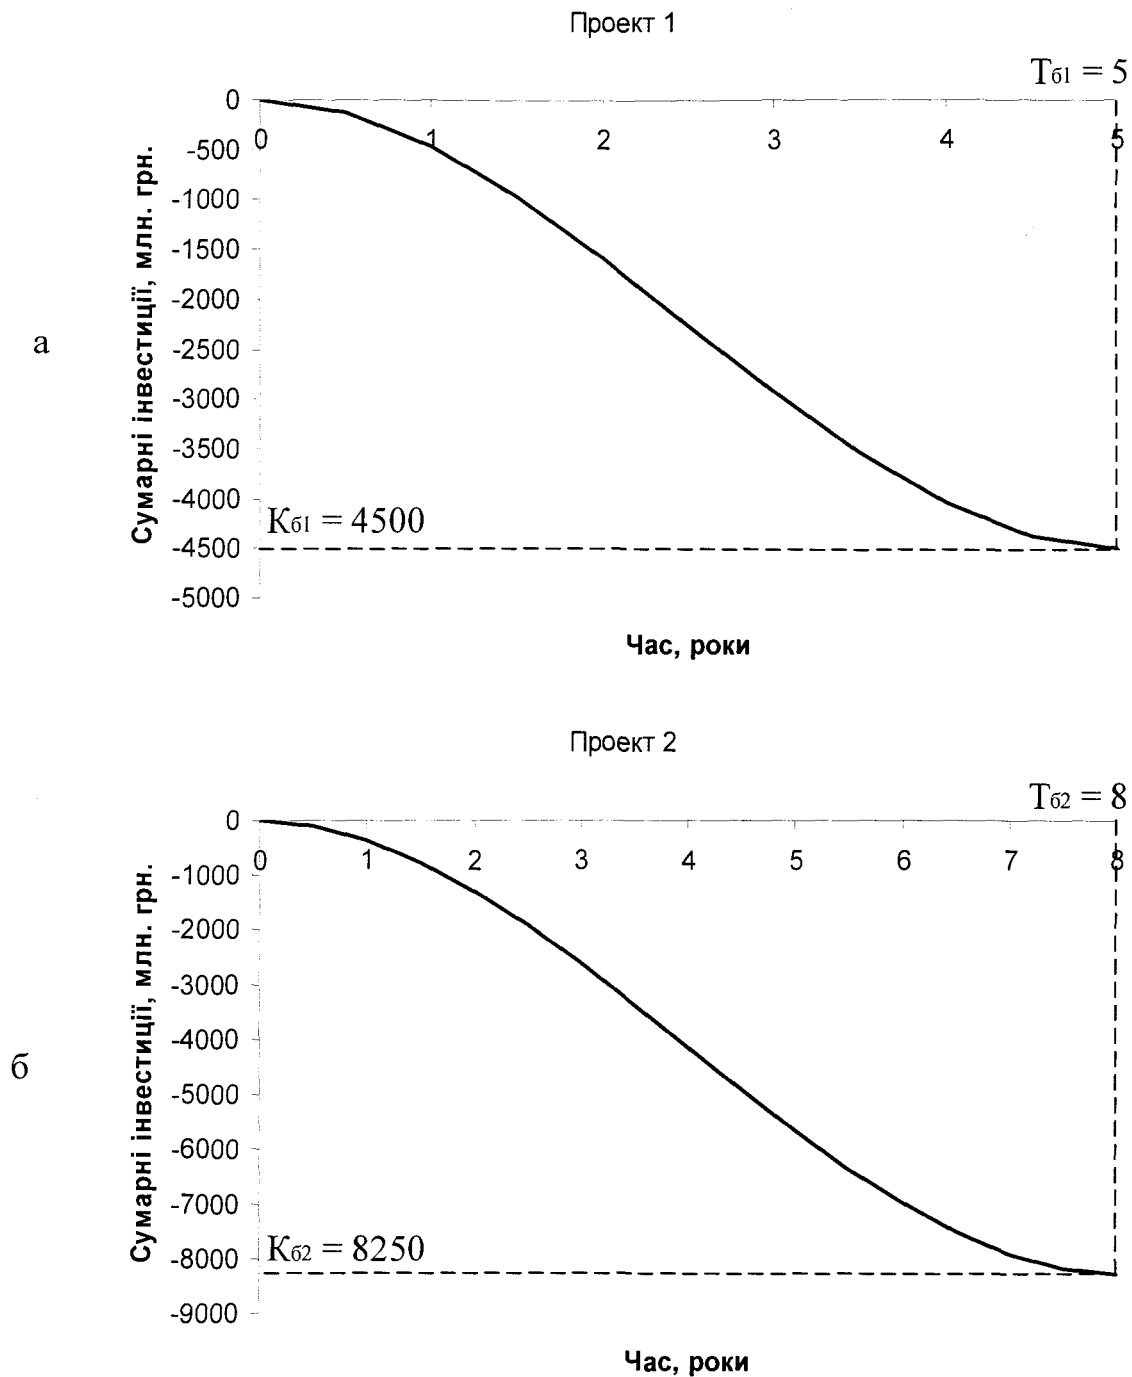 Проект 1
Тб1 = 5
0
0 1 2 3 4 5
-500
-1000
-1500
-2000
-2500
-3000
-3500
-4000
-4500
-5000
Сумарні інвестиції, млн. грн.
а
Кб1 = 4500
Час, роки
Проект 2
Тб2 = 8
0
0 1 2 3 4 5 6 7 8
-1000
-2000
-3000
-4000
-5000
-6000
-7000
-8000
-9000
Сумарні інвестиції, млн. грн.
б
Кб2 = 8250
Час, роки